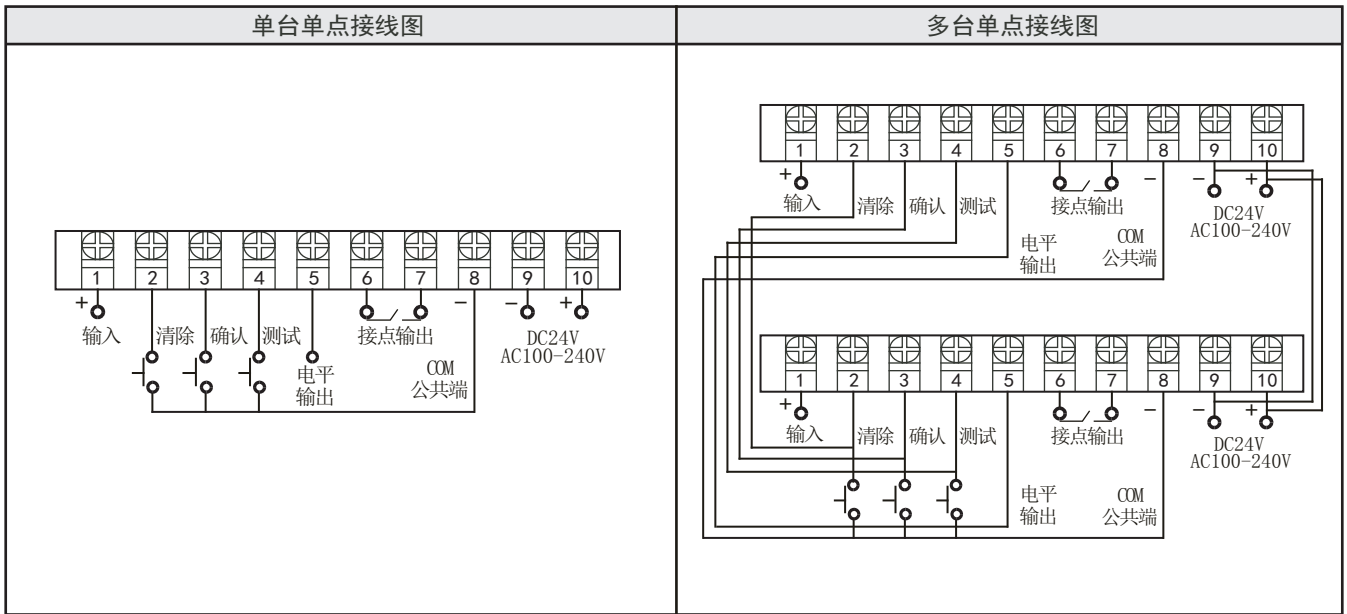 单台单点接线图
1 2 3 4 5 6 7 8 9 10
+ − − +
输入 清除 确认 测试 接点输出 DC24V
AC100-240V
电平
输出
COM
公共端
多台单点接线图
1 2 3 4 5 6 7 8 9 10
+ − − +
输入 清除 确认 测试 接点输出 DC24V
AC100-240V
电平
输出
COM
公共端
1 2 3 4 5 6 7 8 9 10
+ − − +
输入 清除 确认 测试 接点输出 DC24V
AC100-240V
电平
输出
COM
公共端